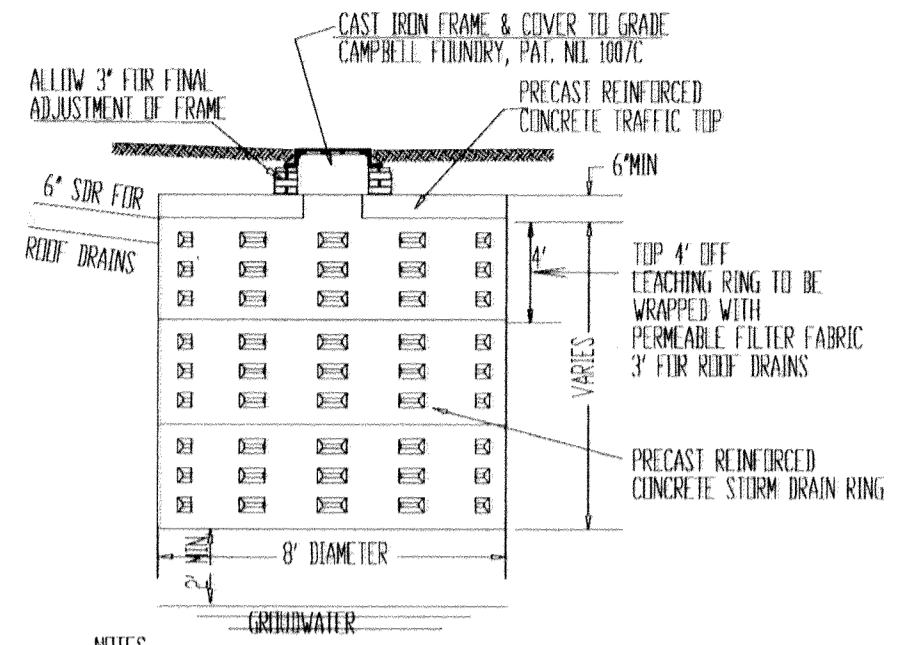 CAST IRON FRAME & COVER TO GRADE
CAMPBELL FOUNDRY, PAT. NO. 1007C
ALLOW 3" FOR FINAL
ADJUSTMENT OF FRAME
PRECAST REINFORCED
CONCRETE TRAFFIC TOP
6"MIN
6" SDR FOR
ROOF DRAINS
4'
TOP 4' OFF
LEACHING RING TO BE
WRAPPED WITH
PERMEABLE FILTER FABRIC
3' FOR ROOF DRAINS
VARIES
PRECAST REINFORCED
CONCRETE STORM DRAIN RING
8' DIAMETER
2' MIN
GROUDWATER
NOTES